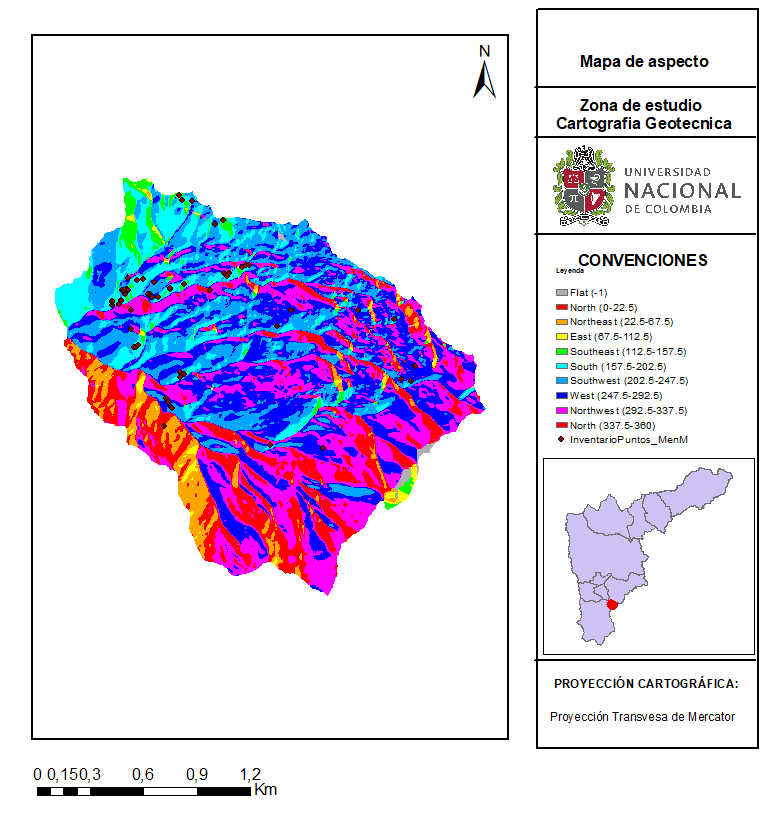 N
Mapa de aspecto
Zona de estudio
Cartografia Geotecnica
UNIVERSIDAD
NACIONAL
DE COLOMBIA
CONVENCIONES
Leyenda
Flat (-1)
North (0-22.5)
Northeast (22.5-67.5)
East (67.5-112.5)
Southeast (112.5-157.5)
South (157.5-202.5)
Southwest (202.5-247.5)
West (247.5-292.5)
Northwest (292.5-337.5)
North (337.5-360)
InventarioPuntos_MenM
PROYECCIÓN CARTOGRÁFICA:
Proyección Transvesa de Mercator
0 0,150,3 0,6 0,9 1,2
Km